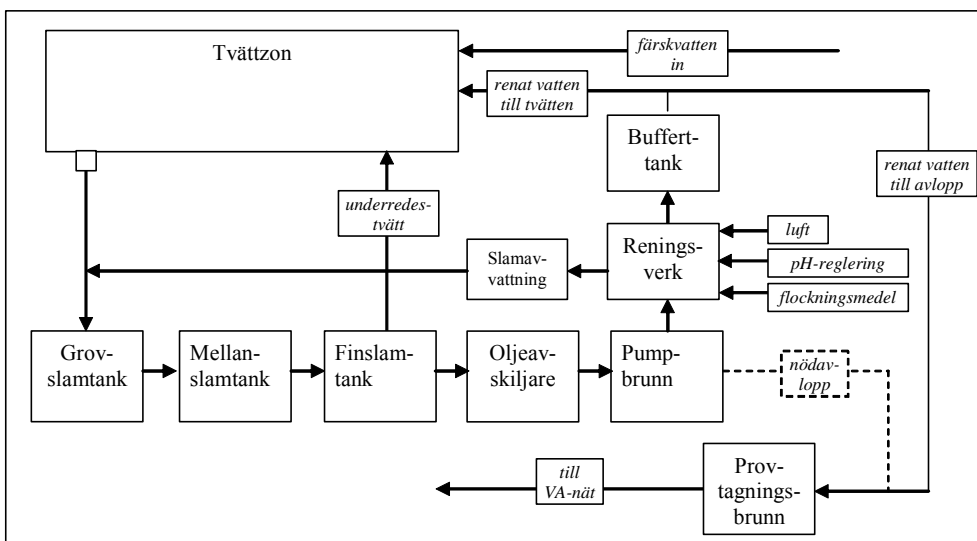 Tvättzon
färskvatten
in
renat vatten
till tvätten
Buffert-
tank
renat vatten
till avlopp
underredes-
tvätt
Slamav-
vattning
Renings-
verk
luft
pH-reglering
flockningsmedel
Grov-
slamtank
Mellan-
slamtank
Finslam-
tank
Oljeav-
skiljare
Pump-
brunn
nödav-
lopp
till
VA-nät
Prov-
tagnings-
brunn